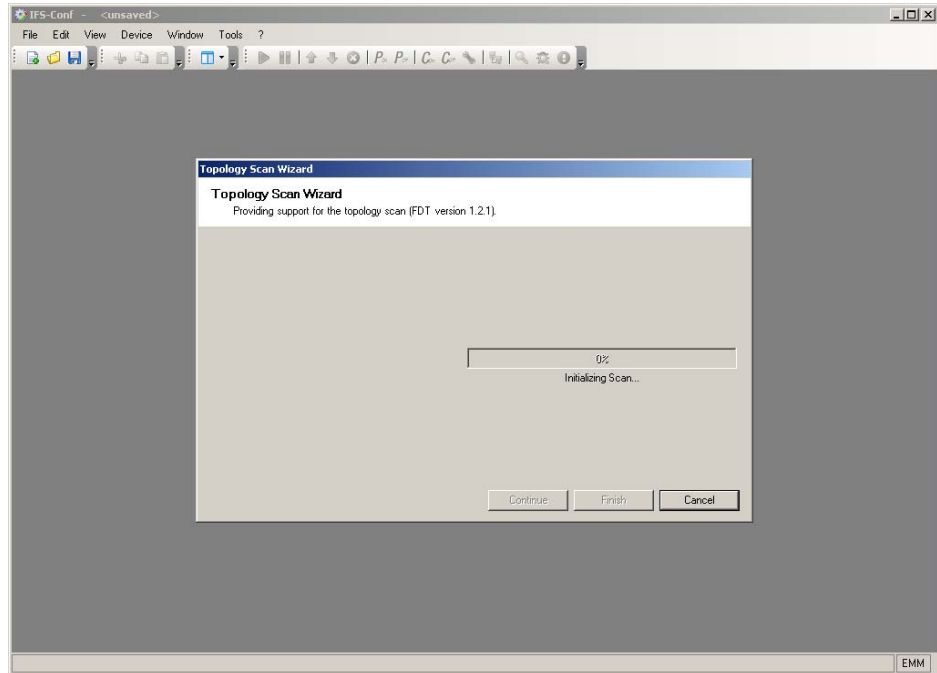 IFS-Conf - <unsaved>
File Edit View Device Window Tools ?
Topology Scan Wizard
Topology Scan Wizard
Providing support for the topology scan (FDT version 1.2.1).
0%
Initializing Scan...
Continue Finish Cancel
EMM